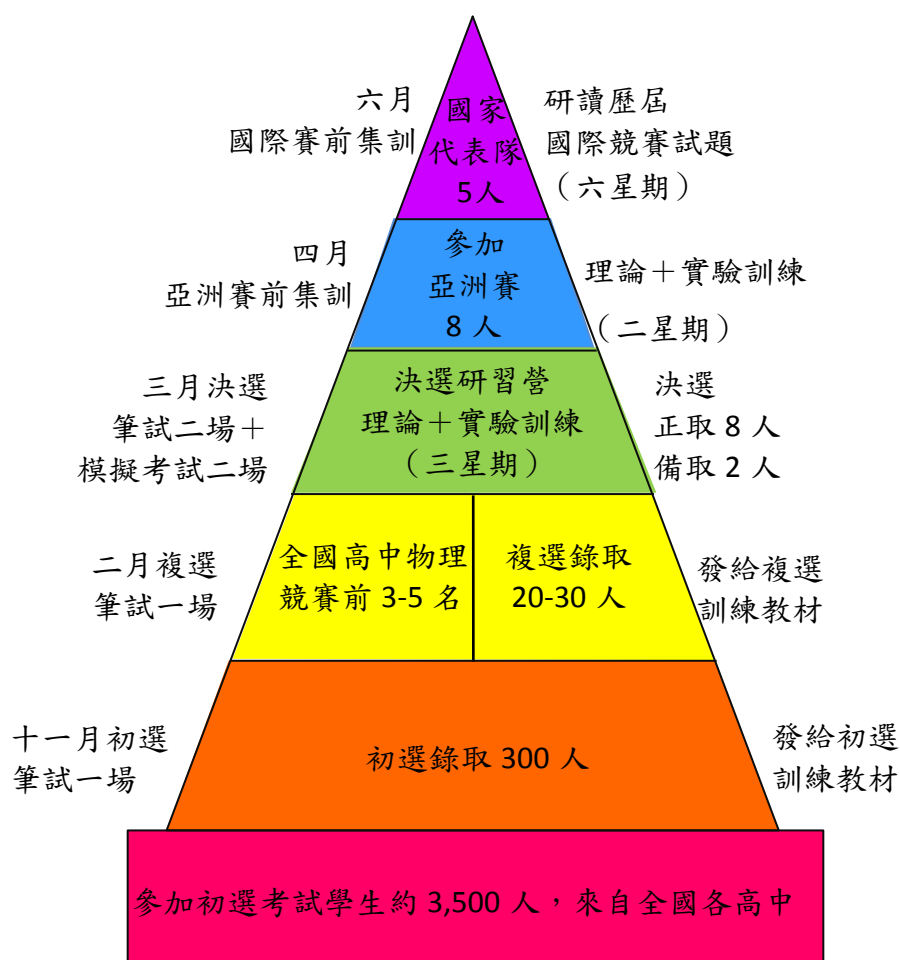 六月
國際賽前集訓
國家
代表隊
5人
研讀歷屆
國際競賽試題
（六星期）
四月
亞洲賽前集訓
參加
亞洲賽
8 人
理論＋實驗訓練
（二星期）
三月決選
筆試二場＋
模擬考試二場
決選研習營
理論＋實驗訓練
（三星期）
決選
正取 8 人
備取 2 人
二月複選
筆試一場
全國高中物理
競賽前 3-5 名
複選錄取
20-30 人
發給複選
訓練教材
十一月初選
筆試一場
初選錄取 300 人
發給初選
訓練教材
參加初選考試學生約 3,500 人，來自全國各高中